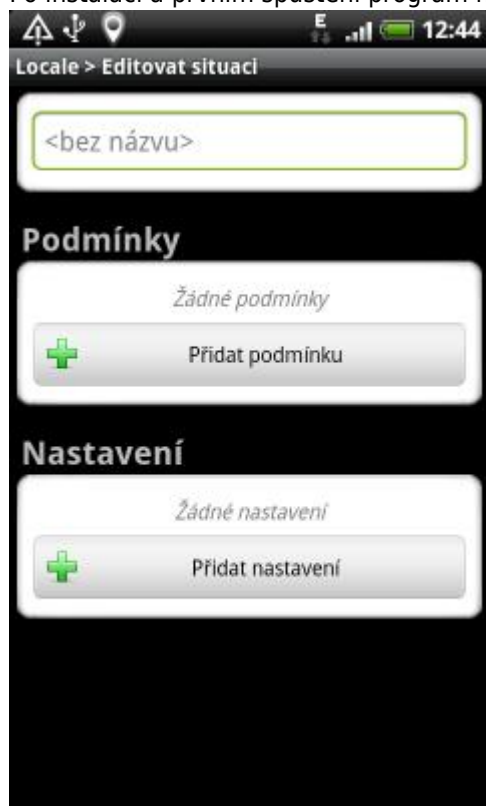 E 12:44
Locale > Editovat situaci
<bez názvu>
Podmínky
Žádné podmínky
Přidat podmínku
Nastavení
Žádné nastavení
Přidat nastavení